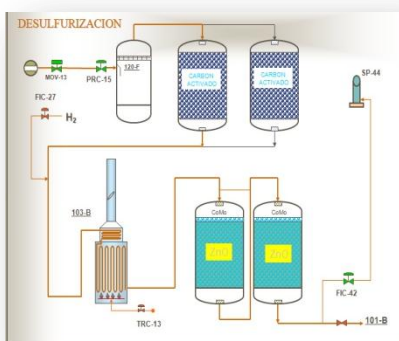 DESULFURIZACION
SP-44
120-F
MOV-13
PRC-15
CARBON
ACTIVADO
CARBON
ACTIVADO
FIC-27
H2
103-B
CoMo
CoMo
ZnO
ZnO
FIC-42
TRC-13
101-B